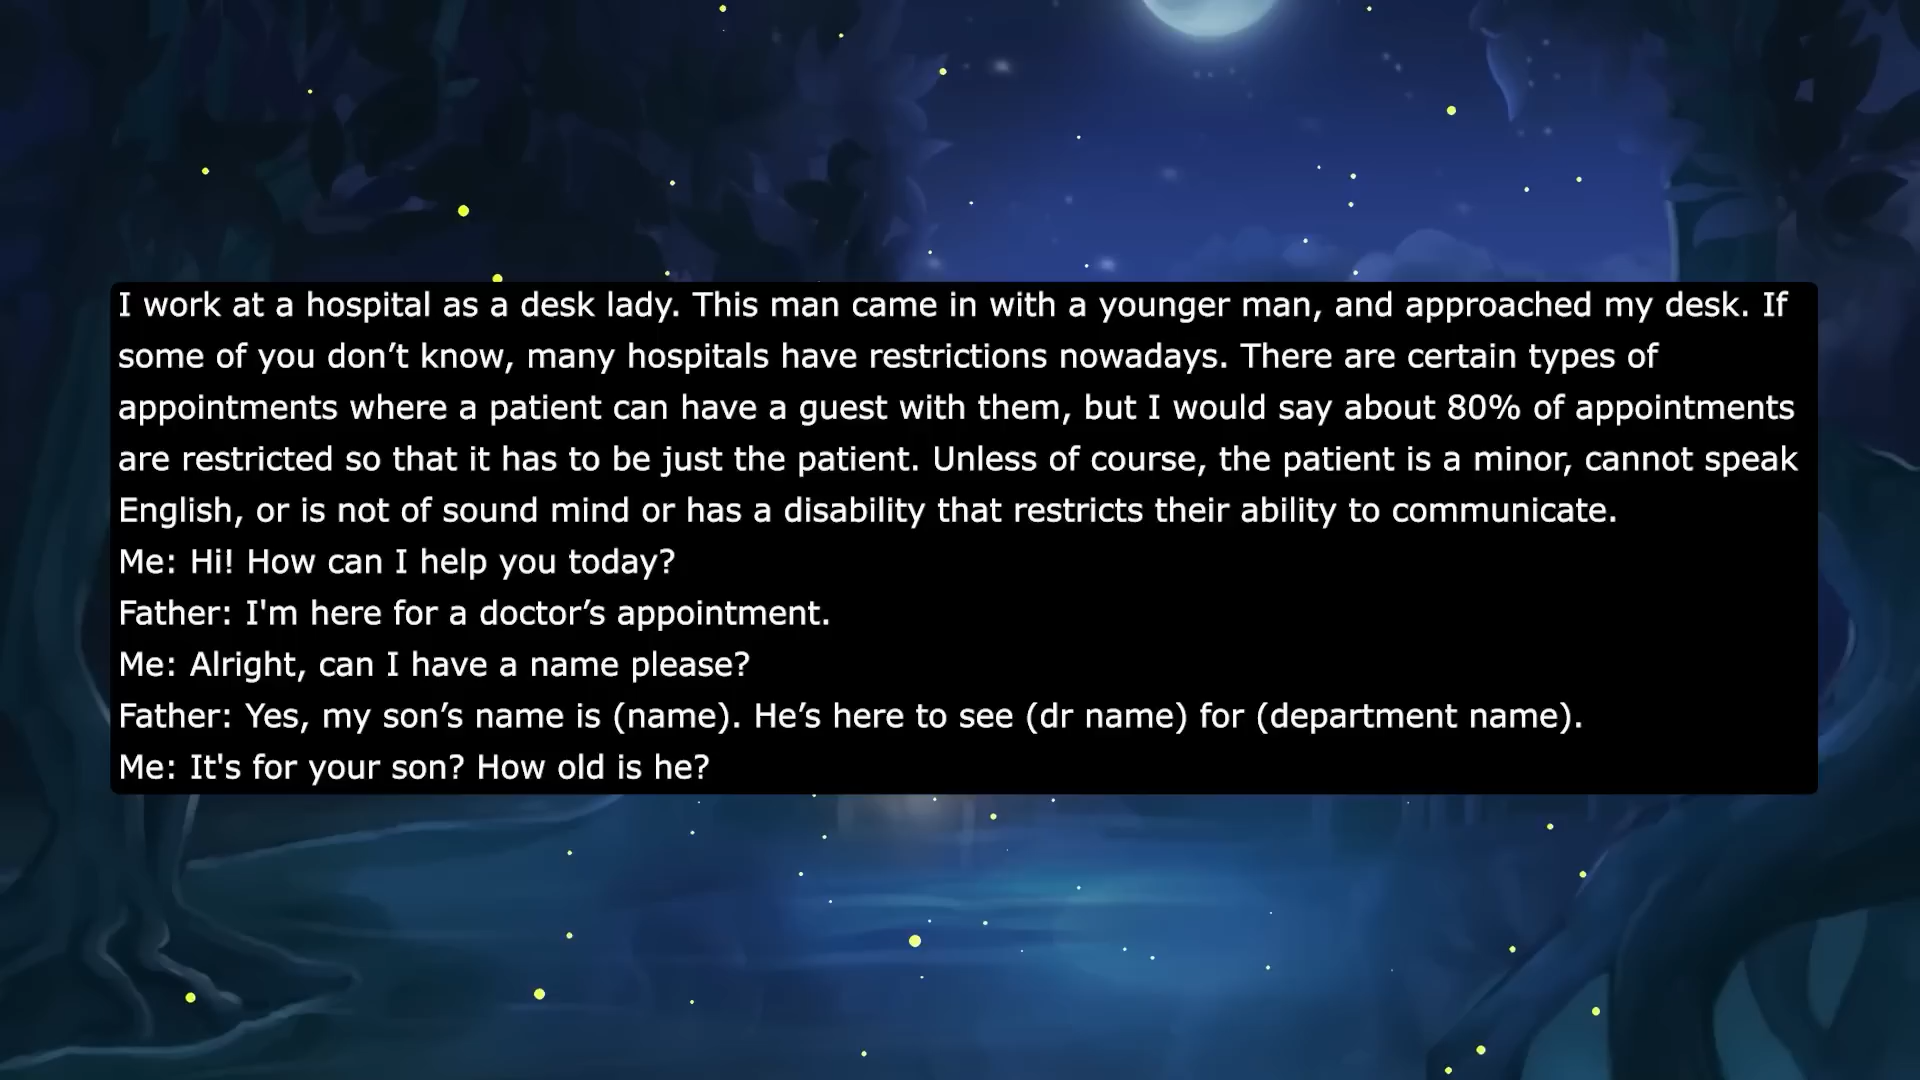 I work at a hospital as a desk lady. This man came in with a younger man, and approached my desk. If
some of you don’t know, many hospitals have restrictions nowadays. There are certain types of
appointments where a patient can have a guest with them, but I would say about 80% of appointments
are restricted so that it has to be just the patient. Unless of course, the patient is a minor, cannot speak
English, or is not of sound mind or has a disability that restricts their ability to communicate.
Me: Hi! How can I help you today?
Father: I'm here for a doctor’s appointment.
Me: Alright, can I have a name please?
Father: Yes, my son’s name is (name). He’s here to see (dr name) for (department name).
Me: It's for your son? How old is he?